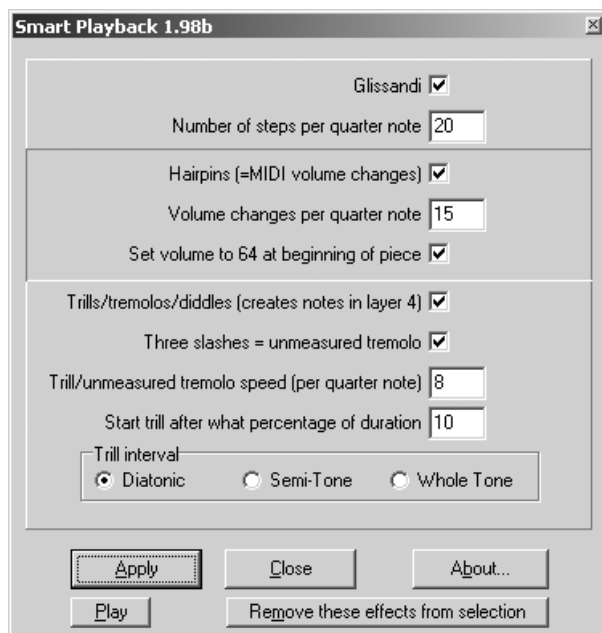 Smart Playback 1.98b
Glissandi
Number of steps per quarter note 20
Hairpins (=MIDI volume changes)
Volume changes per quarter note 15
Set volume to 64 at beginning of piece
Trills/tremolos/diddles (creates notes in layer 4)
Three slashes = unmeasured tremolo
Trill/unmeasured tremolo speed (per quarter note) 8
Start trill after what percentage of duration 10
Trill interval
Diatonic Semi-Tone Whole Tone
Apply Close About...
Play Remove these effects from selection